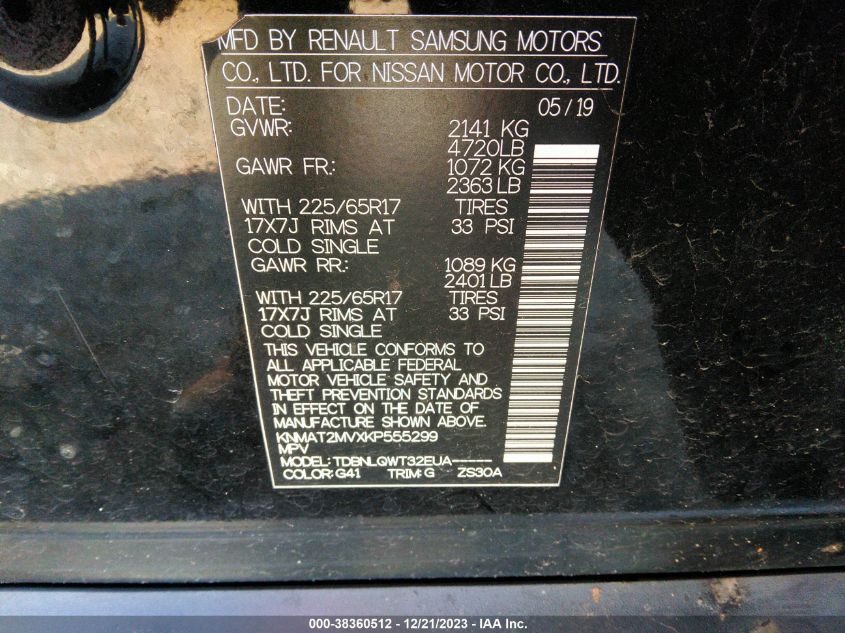 MFD BY RENAULT SAMSUNG MOTORS
CO., LTD. FOR NISSAN MOTOR CO., LTD.
DATE: 05/19
GVWR: 2141 KG
4720LB
GAWR FR.: 1072 KG
2363 LB
WITH 225/65R17 TIRES
17X7J RIMS AT 33 PSI
COLD SINGLE
GAWR RR.: 1089 KG
2401 LB
WITH 225/65R17 TIRES
17X7J RIMS AT 33 PSI
COLD SINGLE
THIS VEHICLE CONFORMS TO
ALL APPLICABLE FEDERAL
MOTOR VEHICLE SAFETY AND
THEFT PREVENTION STANDARDS
IN EFFECT ON THE DATE OF
MANUFACTURE SHOWN ABOVE.
KNMAT2MVXKP555299
MPV
MODEL: TDBNLQWT32EUA-----
COLOR:G41 TRIM:G ZS30A
000-38360512 - 12/21/2023 - IAA Inc.